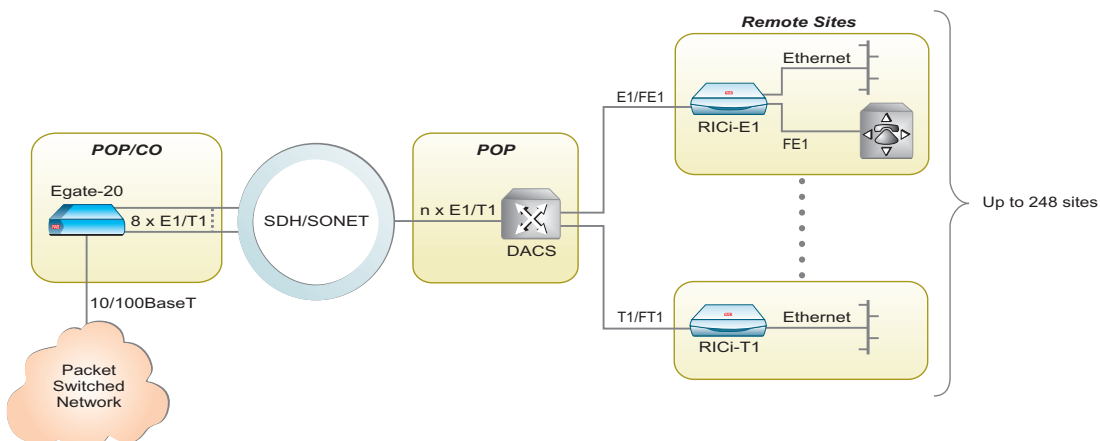 Remote Sites
Ethernet
E1/FE1
RICi-E1
FE1
POP/CO
POP
Egate-20
8 x E1/T1
SDH/SONET
n x E1/T1
DACS
Up to 248 sites
10/100BaseT
T1/FT1
Ethernet
RICi-T1
Packet
Switched
Network